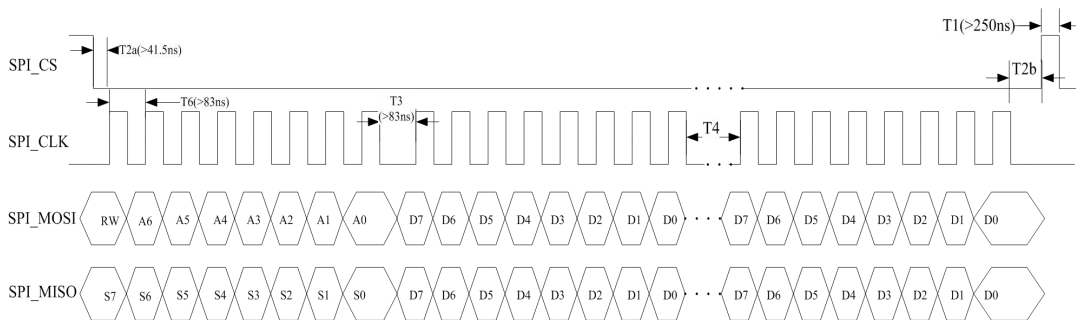 T1(>250ns)
SPI_CS
T2a(>41.5ns)
T2b
T6(>83ns)
T3
(>83ns)
SPI_CLK
T4
SPI_MOSI RW A6 A5 A4 A3 A2 A1 A0 D7 D6 D5 D4 D3 D2 D1 D0 D7 D6 D5 D4 D3 D2 D1 D0
SPI_MISO S7 S6 S5 S4 S3 S2 S1 S0 D7 D6 D5 D4 D3 D2 D1 D0 D7 D6 D5 D4 D3 D2 D1 D0